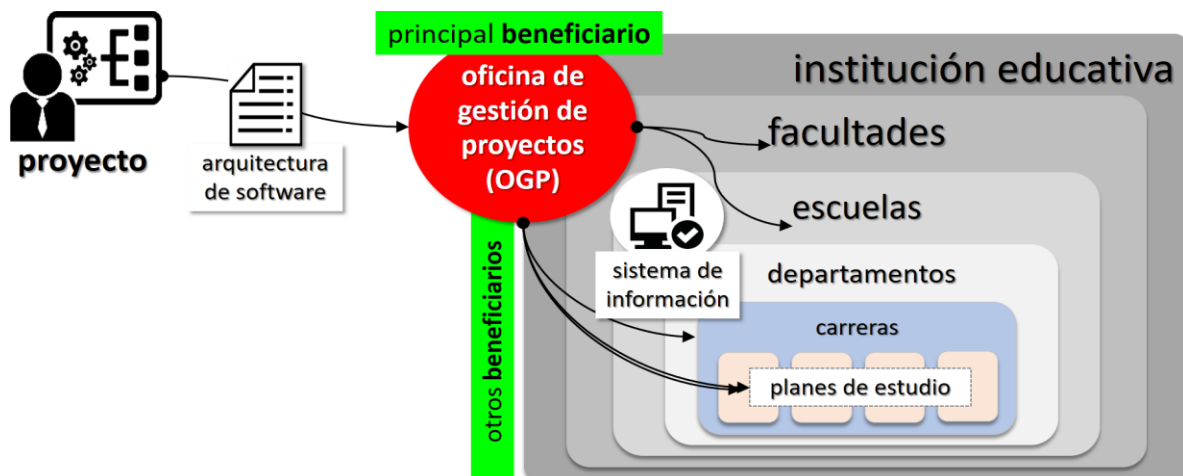 principal beneficiario
oficina de
gestión de
proyectos
(OGP)
institución educativa
facultades
proyecto
arquitectura
de software
escuelas
sistema de
información
departamentos
otros beneficiarios
carreras
planes de estudio